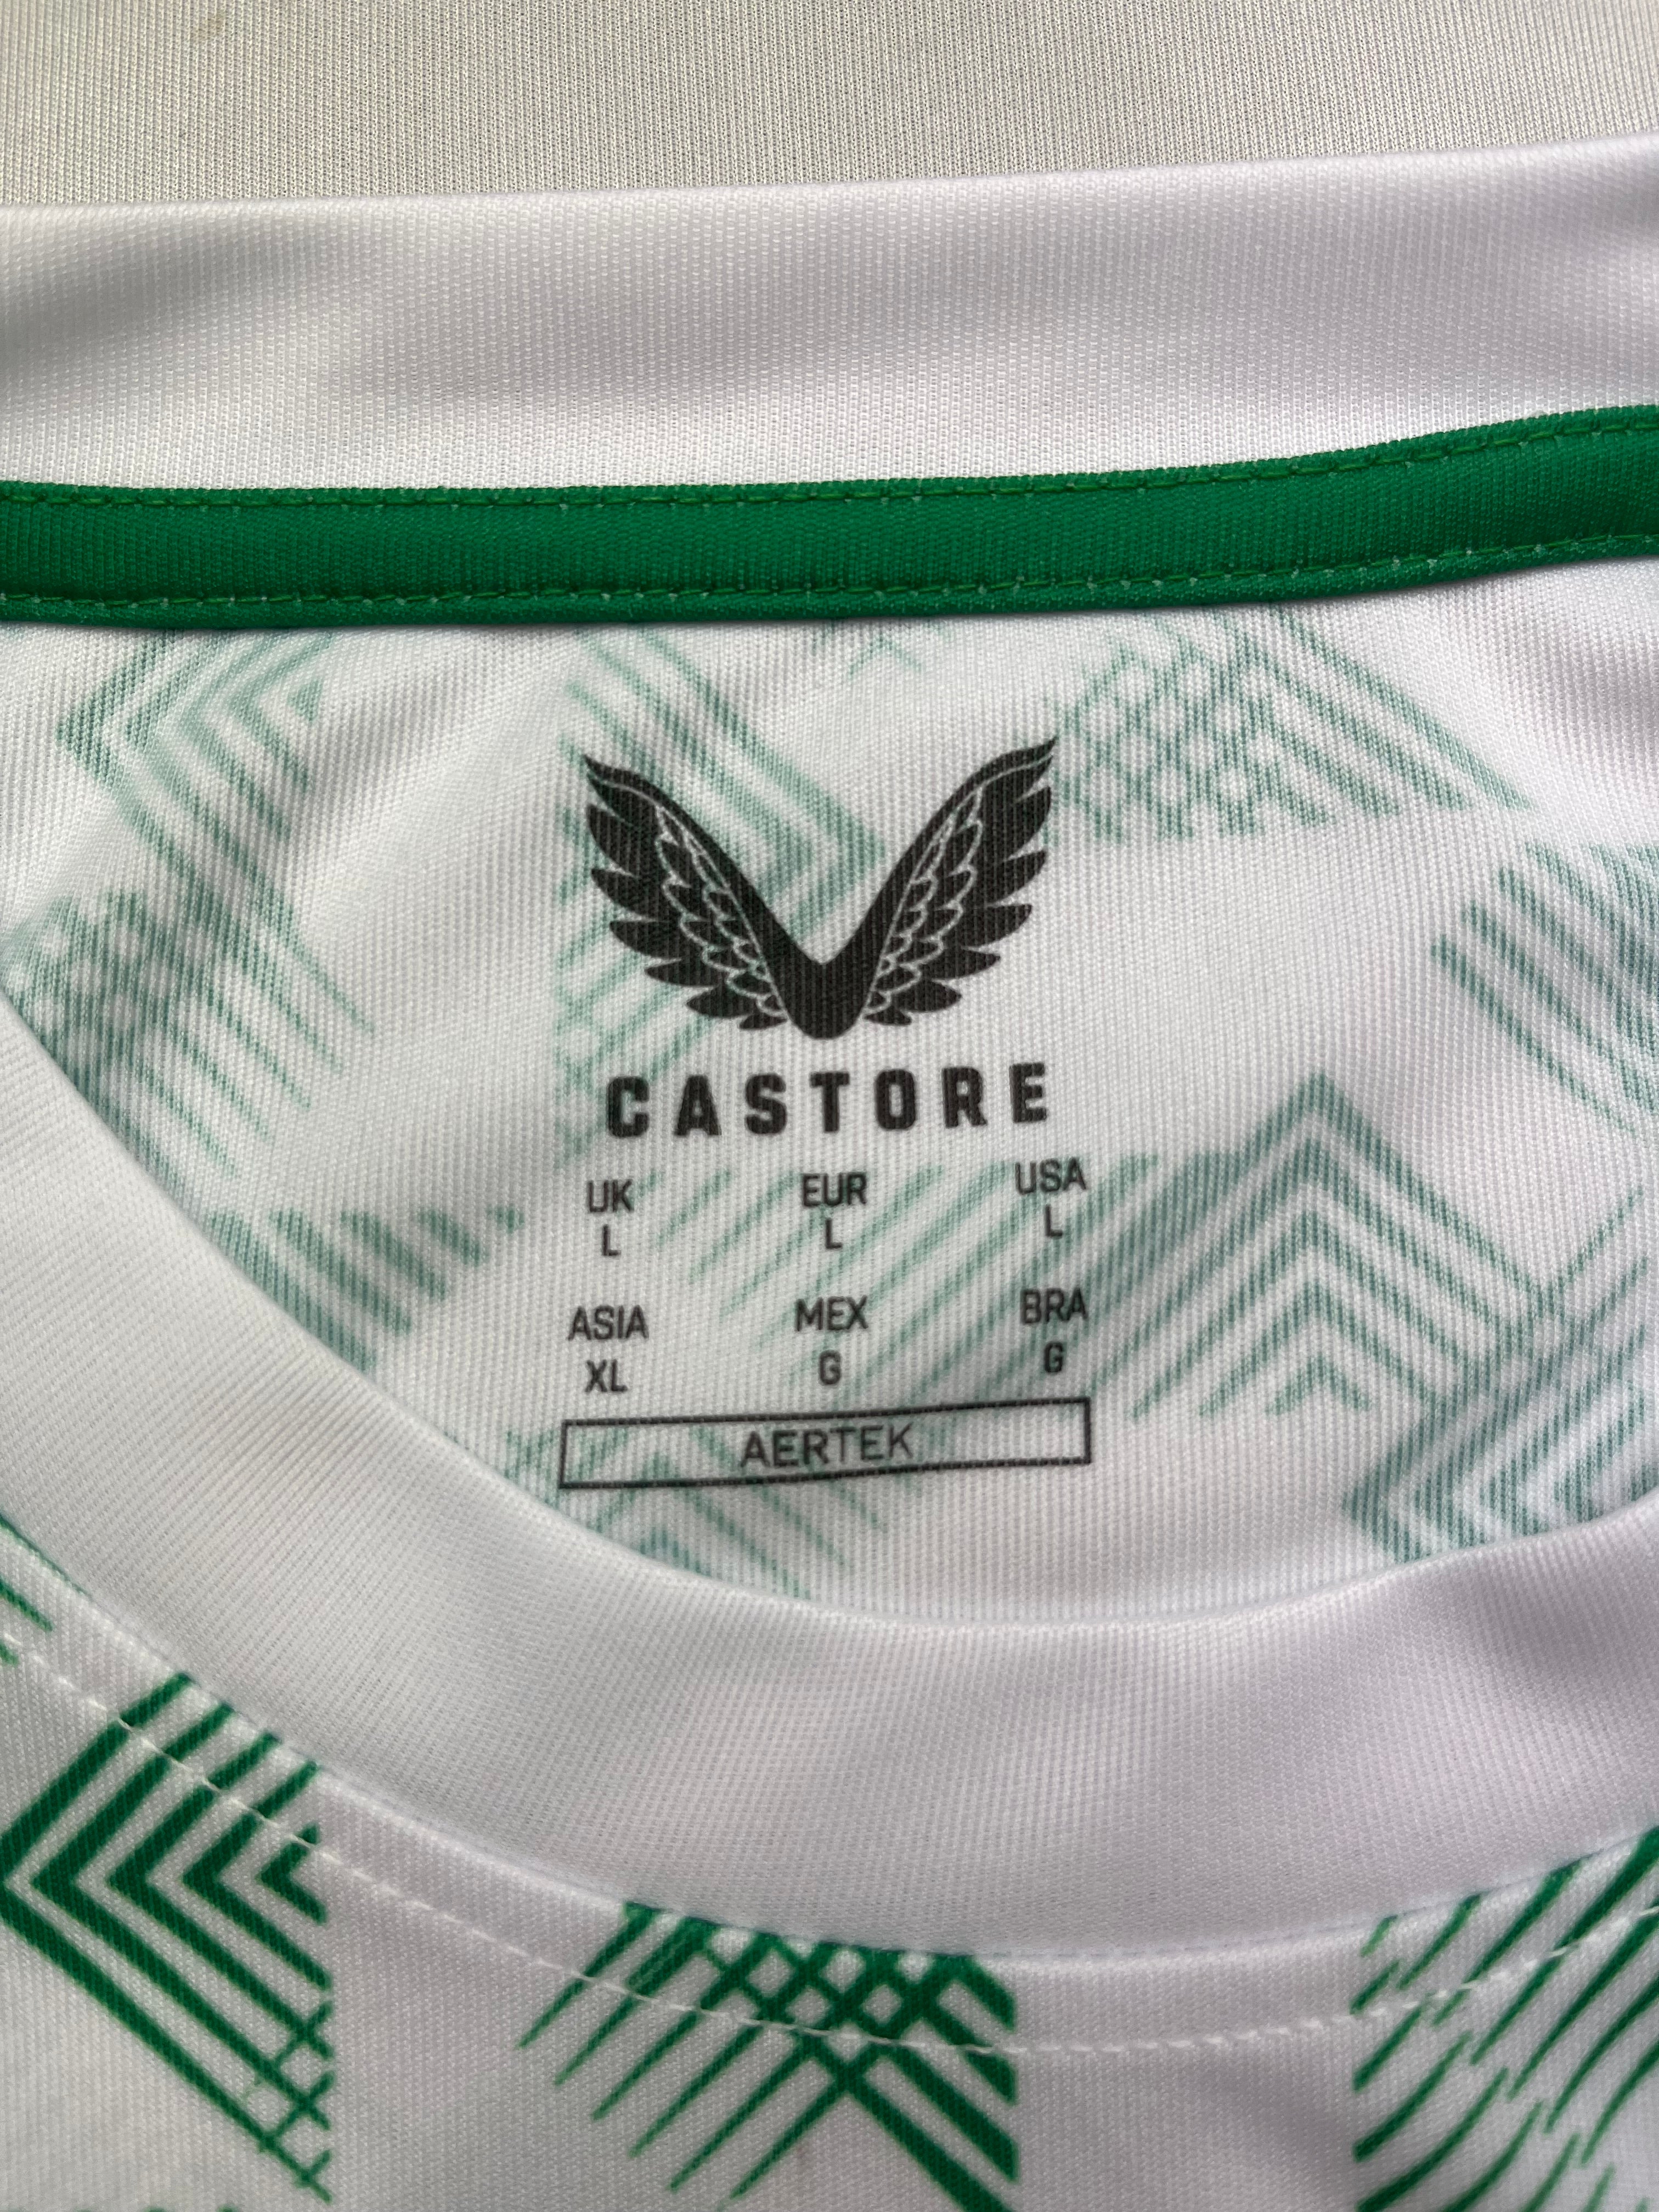 CASTORE
UK EUR USA
L L L
ASIA MEX BRA
XL G G
AERTEK